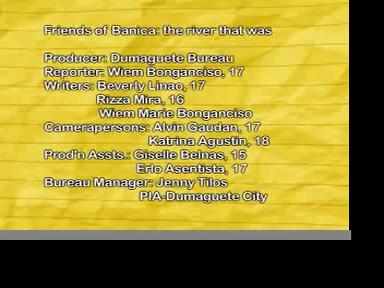 Friends of Banica: the river that was
Producer: Dumaguete Bureau
Reporter: Wiem Bonganciso, 17
Writers: Beverly Linao, 17
Rizza Mira, 16
Wiem Marie Bonganciso
Camerapersons: Alvin Gaudan, 17
Katrina Agustin, 18
Prod'n Assts.: Giselle Belnas, 15
Erlo Asentista, 17
Bureau Manager: Jenny Tilos
PIA-Dumaguete City